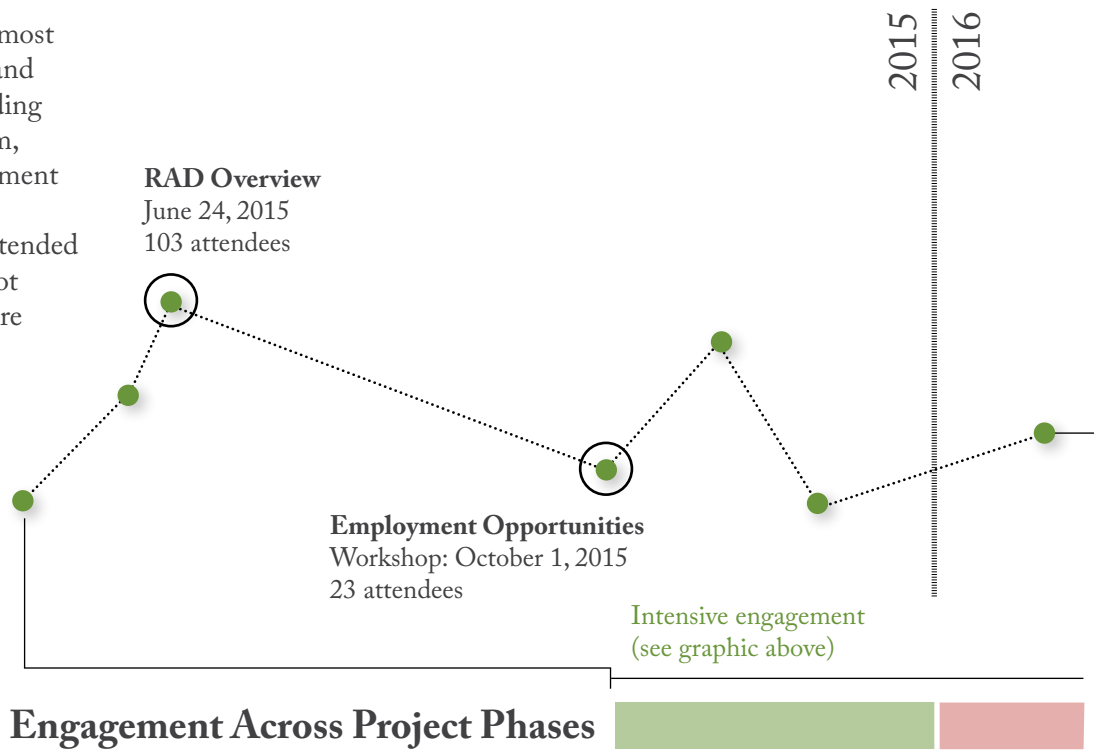 most
and
ding
ment
tended
ot
re
2015
2016
RAD Overview
June 24, 2015
103 attendees
Employment Opportunities
Workshop: October 1, 2015
23 attendees
Intensive engagement
(see graphic above)
Engagement Across Project Phases